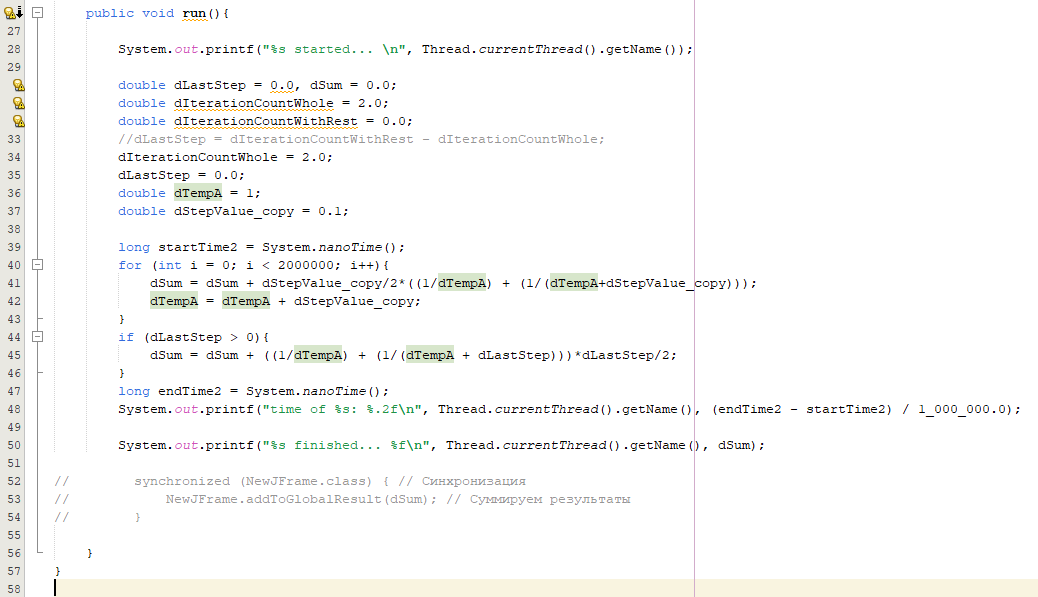 public void run(){
27
28 System.out.printf("%s started... \n", Thread.currentThread().getName());
29
double dLastStep = 0.0, dSum = 0.0;
double dIterationCountWhole = 2.0;
double dIterationCountWithRest = 0.0;
33 //dLastStep = dIterationCountWithRest - dIterationCountWhole;
34 dIterationCountWhole = 2.0;
35 dLastStep = 0.0;
36 double dTempA = 1;
37 double dStepValue_copy = 0.1;
38
39 long startTime2 = System.nanoTime();
40 for (int i = 0; i < 2000000; i++){
41 dSum = dSum + dStepValue_copy/2*((1/dTempA) + (1/(dTempA+dStepValue_copy)));
42 dTempA = dTempA + dStepValue_copy;
43 }
44 if (dLastStep > 0){
45 dSum = dSum + ((1/dTempA) + (1/(dTempA + dLastStep)))*dLastStep/2;
46 }
47 long endTime2 = System.nanoTime();
48 System.out.printf("time of %s: %.2f\n", Thread.currentThread().getName(), (endTime2 - startTime2) / 1_000_000.0);
49
50 System.out.printf("%s finished... %f\n", Thread.currentThread().getName(), dSum);
51
52 // synchronized (NewJFrame.class) { // Синхронизация
53 // NewJFrame.addToGlobalResult(dSum); // Суммируем результаты
54 // }
55
56 }
57 }
58